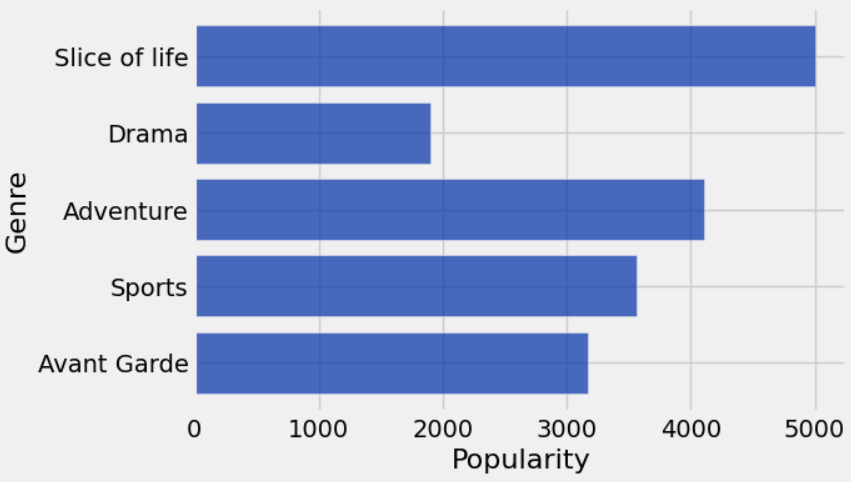 Slice of life
Drama
Adventure
Sports
Avant Garde
Genre
0 1000 2000 3000 4000 5000
Popularity